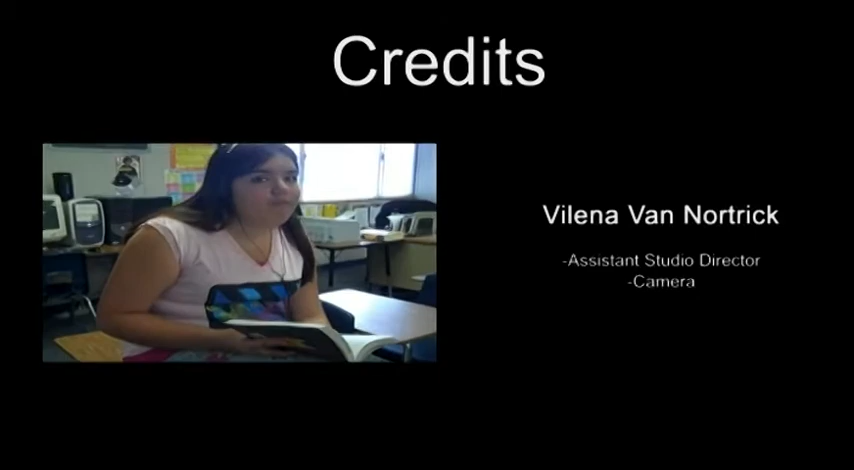 Credits
Vilena Van Nortrick
-Assistant Studio Director
-Camera